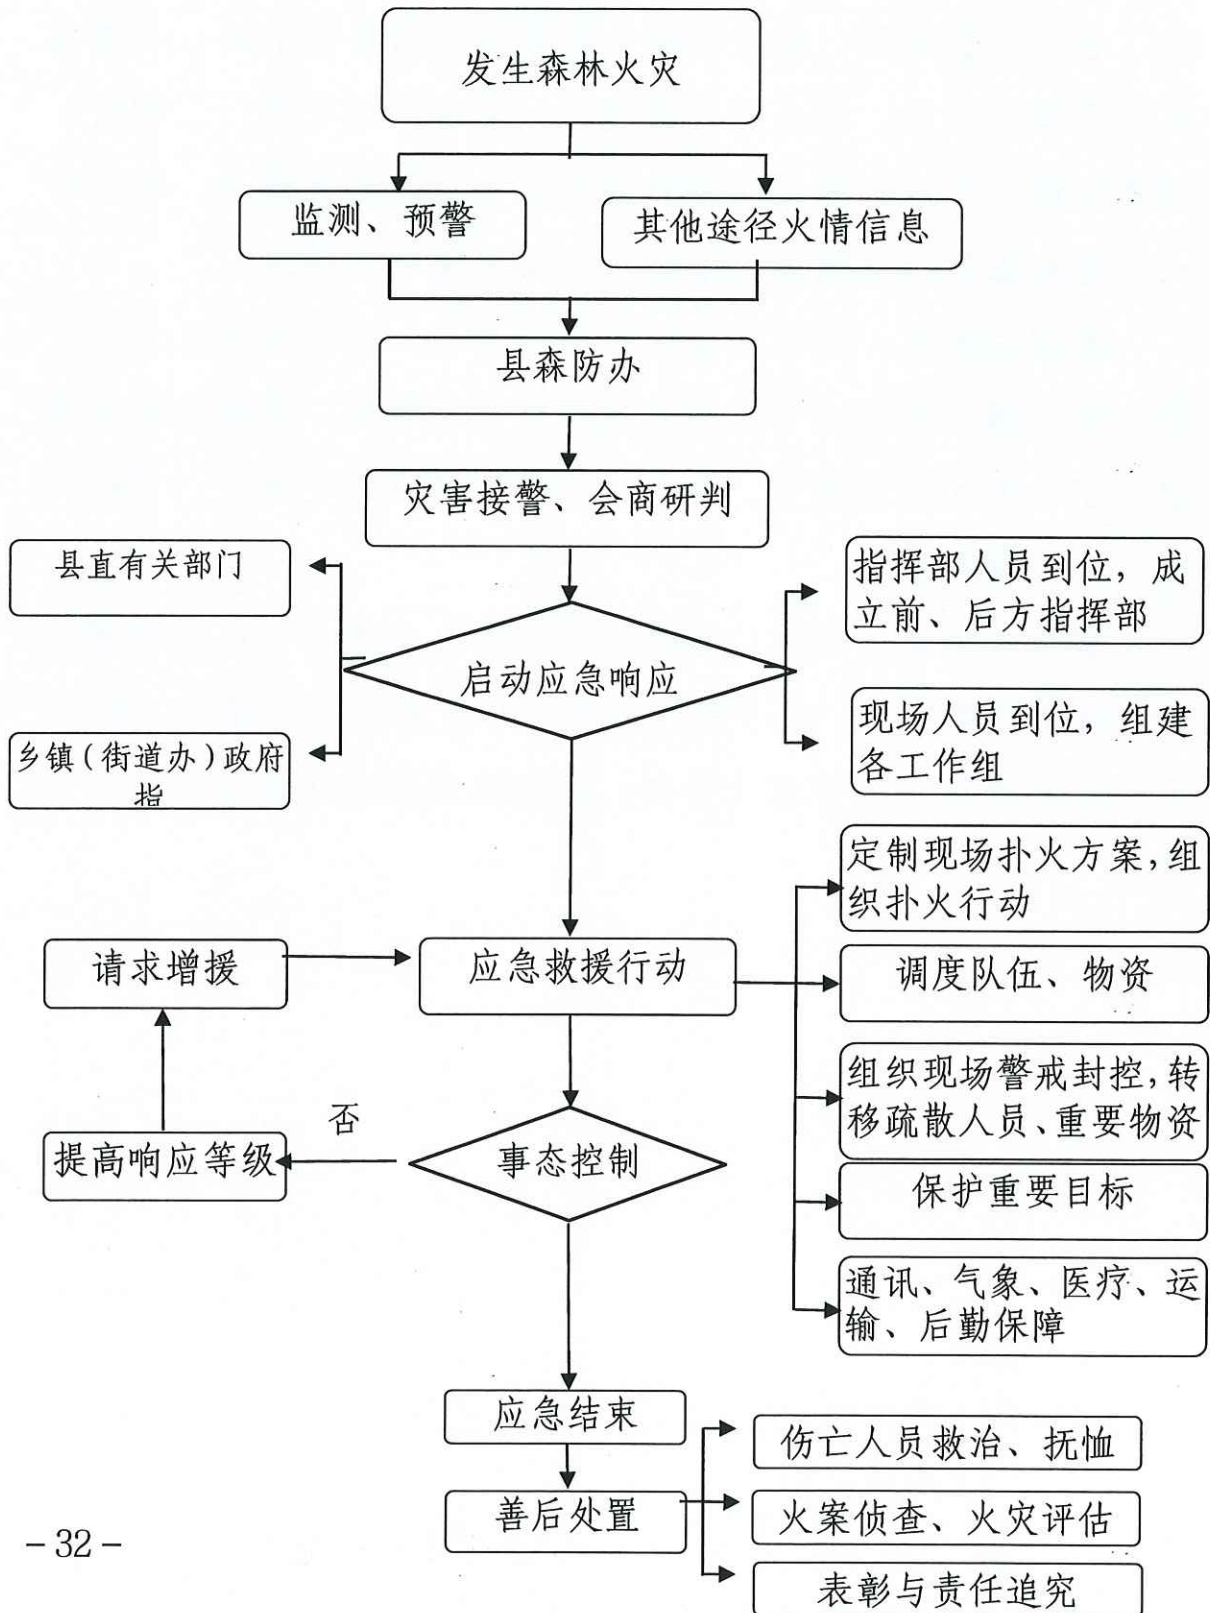 发生森林火灾
监测、预警
其他途径火情信息
县森防办
灾害接警、会商研判
县直有关部门
指挥部人员到位，成
立前、后方指挥部
启动应急响应
乡镇（街道办）政府
指
现场人员到位，组建
各工作组
定制现场扑火方案，组
织扑火行动
请求增援
应急救援行动
调度队伍、物资
组织现场警戒封控，转
移疏散人员、重要物资
否
提高响应等级
事态控制
保护重要目标
通讯、气象、医疗、运
输、后勤保障
应急结束
伤亡人员救治、抚恤
善后处置
火案侦查、火灾评估
表彰与责任追究
-32-